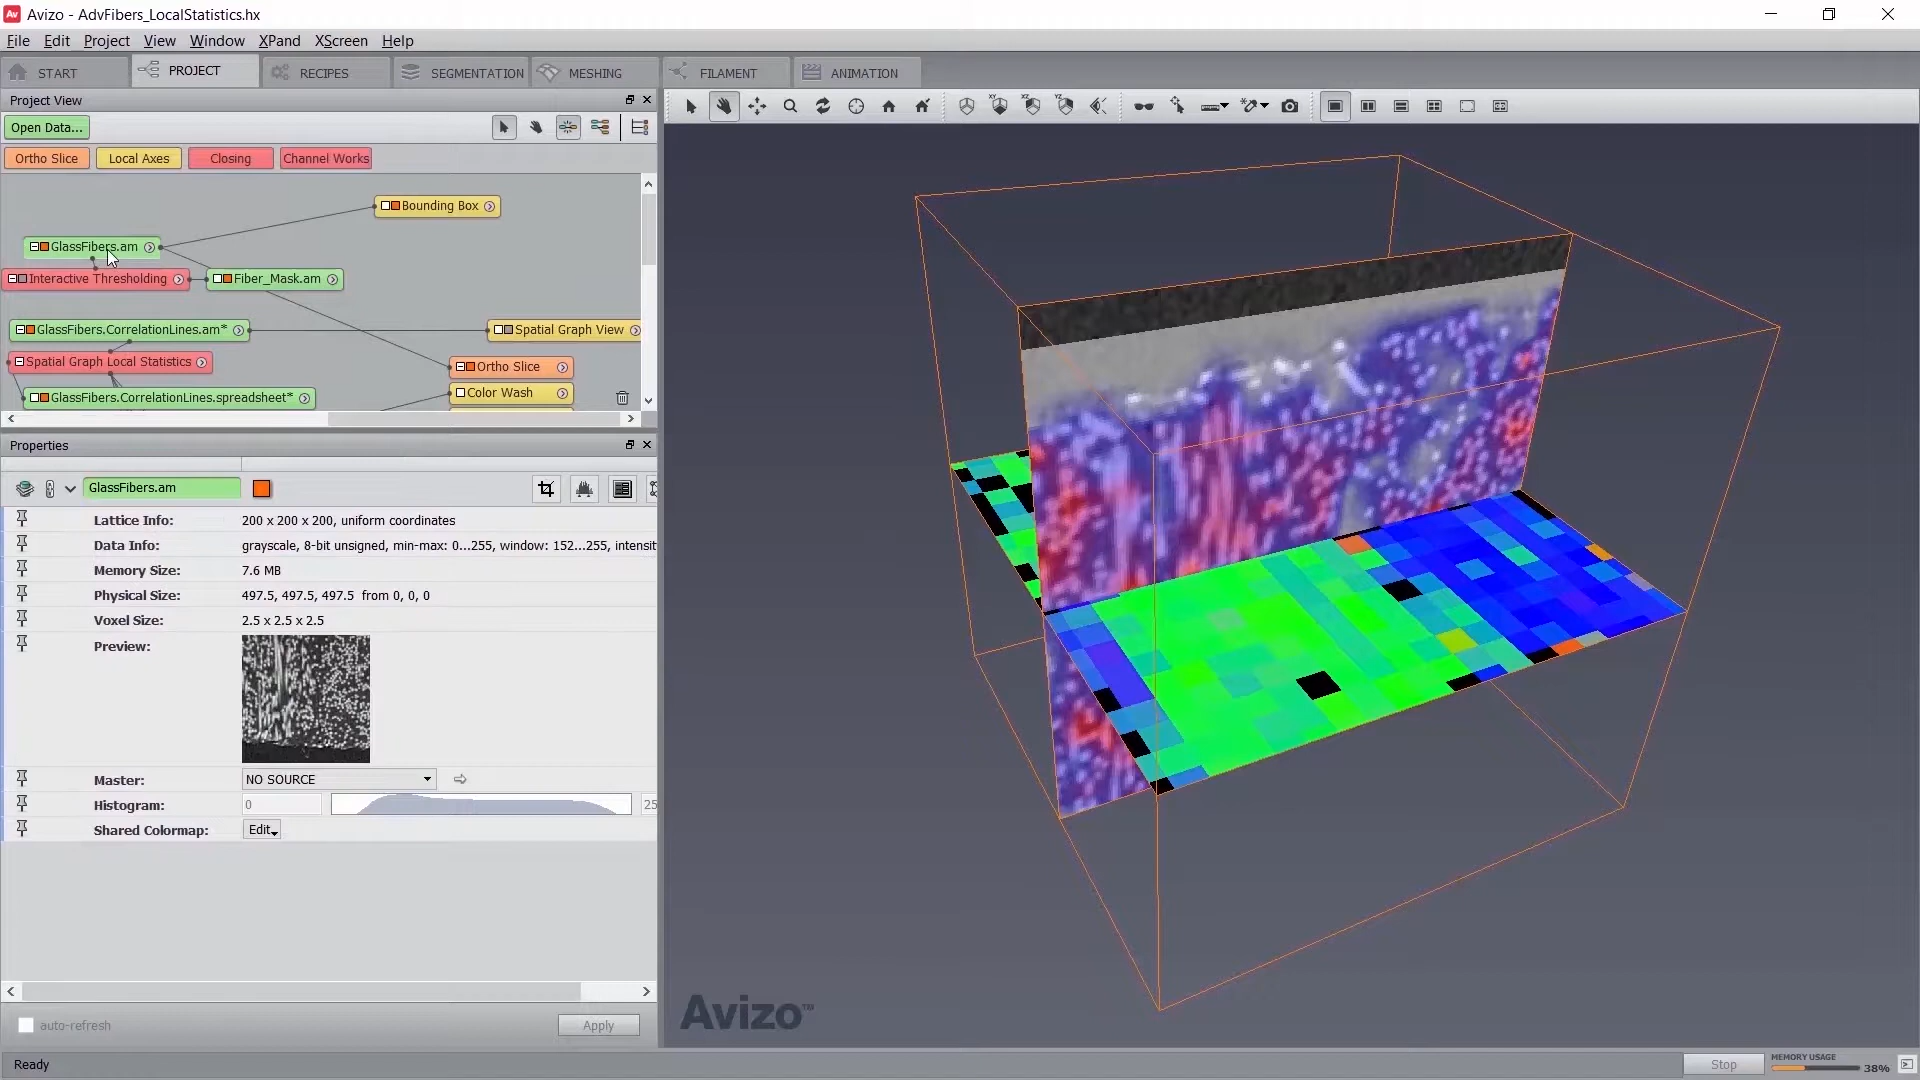 Avizo - AdvFibers_LocalStatistics.hx
File Edit Project View Window XPand XScreen Help
START PROJECT RECIPES SEGMENTATION MESHING FILAMENT ANIMATION
Project View
Open Data...
Ortho Slice Local Axes Closing Channel Works
Bounding Box
GlassFibers.am
Interactive Thresholding Fiber_Mask.am
GlassFibers.CorrelationLines.am* Spatial Graph View
Spatial Graph Local Statistics Ortho Slice
Color Wash
GlassFibers.CorrelationLines.spreadsheet*
Properties
GlassFibers.am
Lattice Info: 200 x 200 x 200, uniform coordinates
Data Info: grayscale, 8-bit unsigned, min-max: 0...255, window: 152...255, intensit
Memory Size: 7.6 MB
Physical Size: 497.5, 497.5, 497.5 from 0, 0, 0
Voxel Size: 2.5 x 2.5 x 2.5
Preview:
Master: NO SOURCE
Histogram: 0 25
Shared Colormap: Edit
auto-refresh Apply
Avizo™
Ready Stop MEMORY USAGE 38%